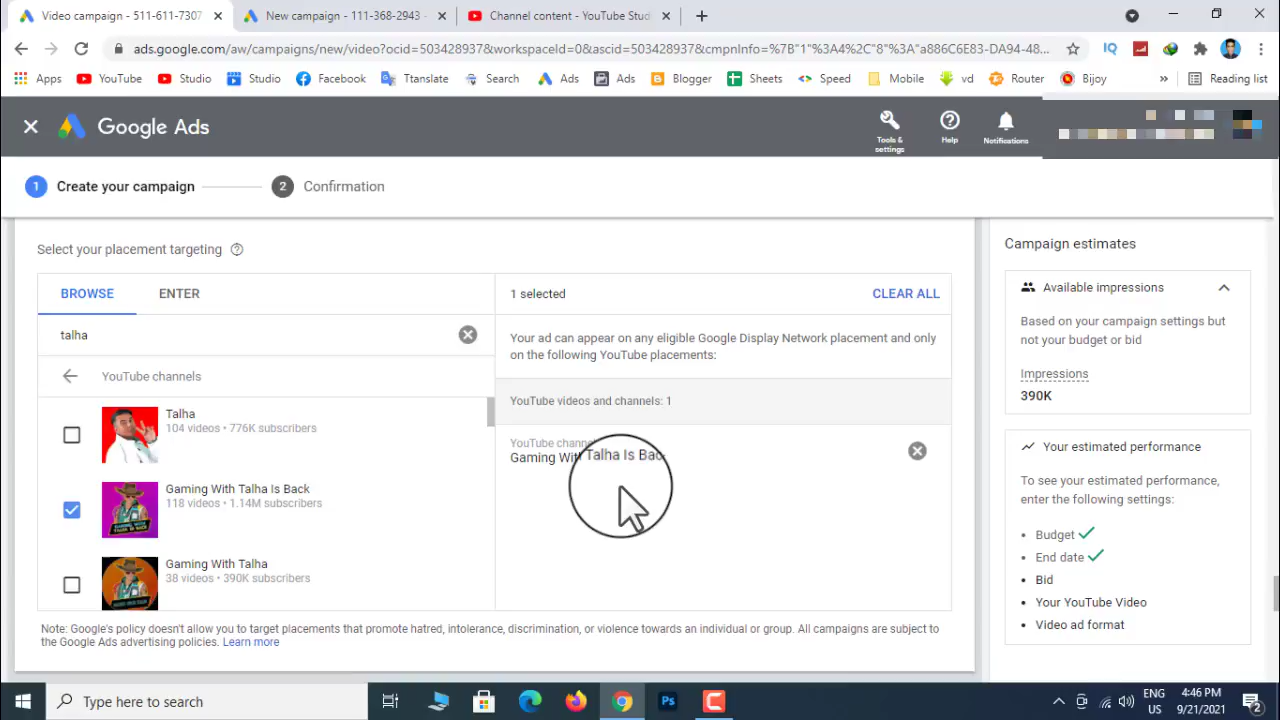 Video campaign - 511-611-7307
New campaign - 111-368-2943 -
Channel content - YouTube Stud
ads.google.com/aw/campaigns/new/video?ocid=503428937&workspaceId=0&ascid=503428937&cmpnInfo=%7B"1"%3A4%2C"8"%3A"a886C6E83-DA94-48...
IQ
Apps YouTube Studio Studio Facebook Translate Search Ads Ads Blogger Sheets Speed Mobile vd Router Bijoy » Reading list
Google Ads
Tools & settings
Help
Notifications
1 Create your campaign
2 Confirmation
Select your placement targeting
BROWSE ENTER
talha
YouTube channels
Talha
104 videos • 776K subscribers
Gaming With Talha Is Back
118 videos • 1.14M subscribers
Gaming With Talha
38 videos • 390K subscribers
1 selected
CLEAR ALL
Your ad can appear on any eligible Google Display Network placement and only
on the following YouTube placements:
YouTube videos and channels: 1
YouTube channel
Gaming With Talha Is Back
Note: Google's policy doesn't allow you to target placements that promote hatred, intolerance, discrimination, or violence towards an individual or group. All campaigns are subject to
the Google Ads advertising policies. Learn more
Campaign estimates
Available impressions
Based on your campaign settings but
not your budget or bid
Impressions
390K
Your estimated performance
To see your estimated performance,
enter the following settings:
• Budget
• End date
• Bid
• Your YouTube Video
• Video ad format
Type here to search
Ps
ENG
US
4:46 PM
9/21/2021
2